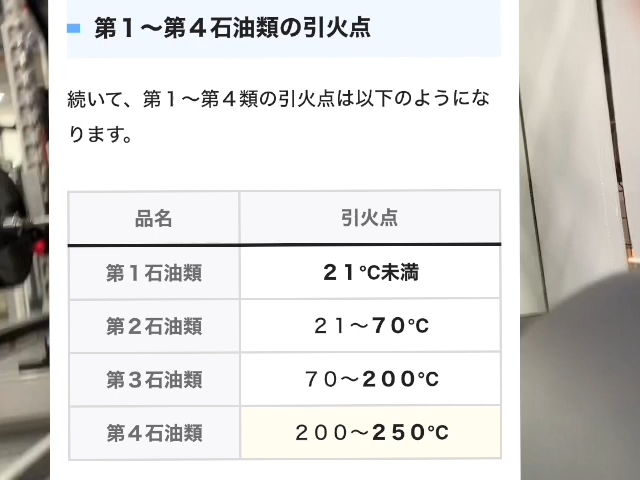 第１～第４石油類の引火点
続いて、第１～第４類の引火点は以下のようにな
ります。
品名 引火点
第１石油類 ２１℃未満
第２石油類 ２１～７０℃
第３石油類 ７０～２００℃
第４石油類 ２００～２５０℃